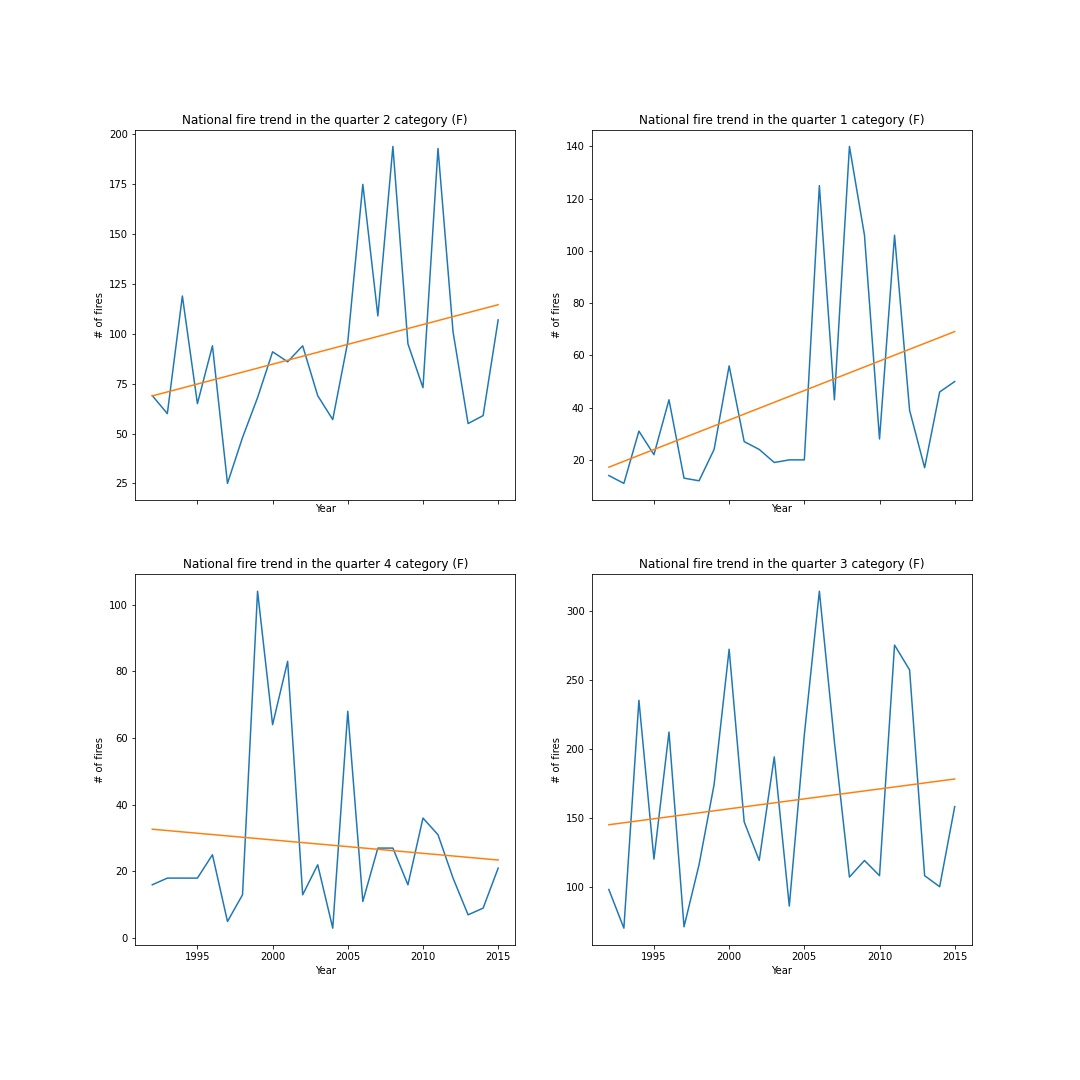 National fire trend in the quarter 2 category (F)
200
175
150
125
100
75
50
25
# of fires
Year
National fire trend in the quarter 1 category (F)
140
120
100
80
60
40
20
# of fires
Year
National fire trend in the quarter 4 category (F)
100
80
60
40
20
0
# of fires
1995 2000 2005 2010 2015
Year
National fire trend in the quarter 3 category (F)
300
250
200
150
100
# of fires
1995 2000 2005 2010 2015
Year